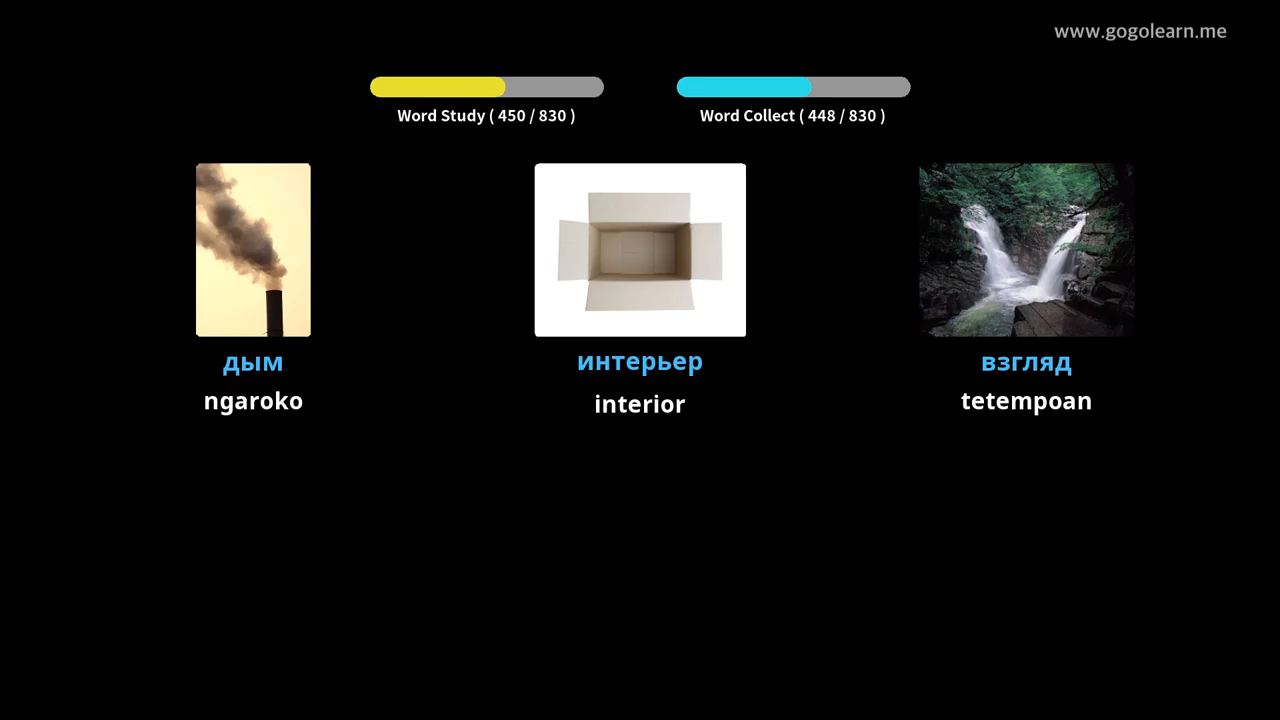 www.gogolearn.me
Word Study ( 450 / 830 )
Word Collect ( 448 / 830 )
дым
ngaroko
интерьер
interior
взгляд
tetempoan